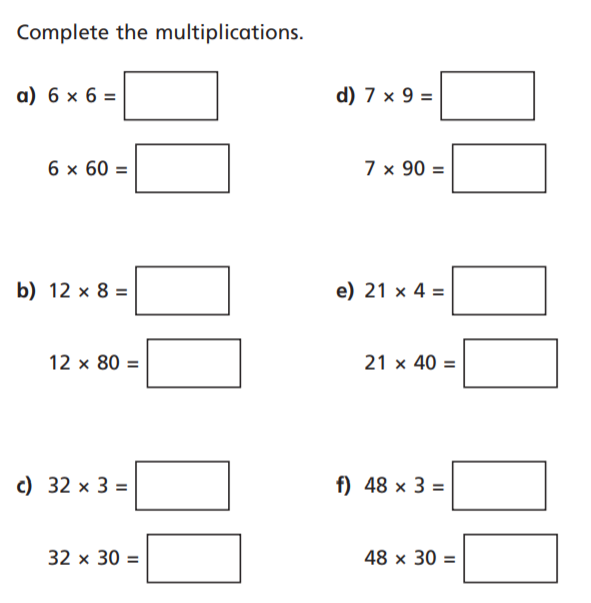 Complete the multiplications.
a) 6 × 6 =
6 × 60 =
b) 12 × 8 =
12 × 80 =
c) 32 × 3 =
32 × 30 =
d) 7 × 9 =
7 × 90 =
e) 21 × 4 =
21 × 40 =
f) 48 × 3 =
48 × 30 =